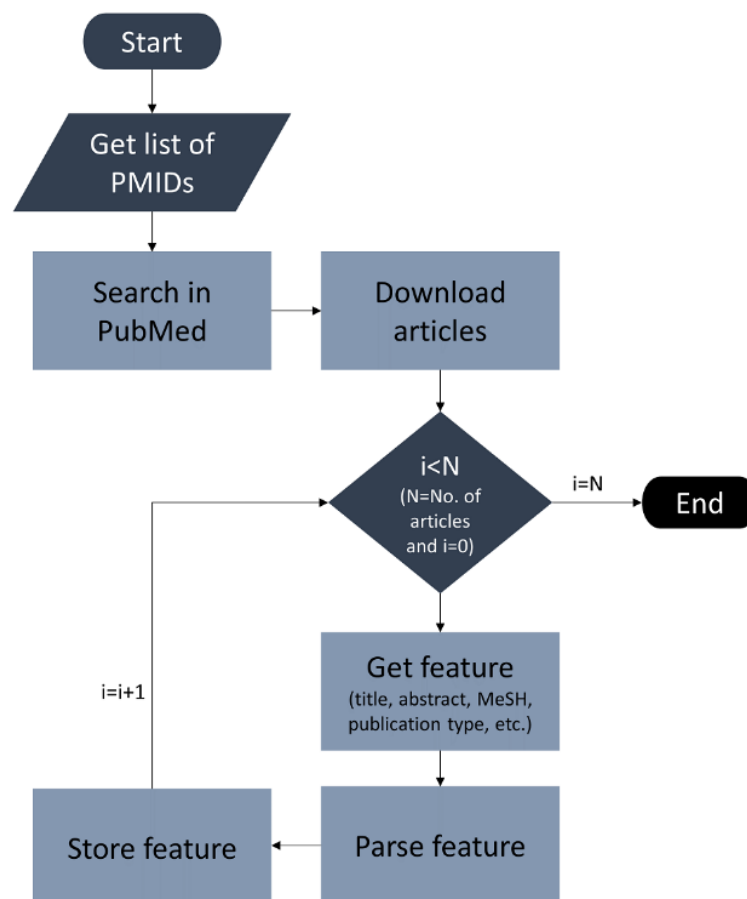 Start
Get list of
PMIDs
Search in
PubMed
Download
articles
i<N
(N=No. of
articles
and i=0)
i=N
End
Get feature
(title, abstract, MeSH,
publication type, etc.)
i=i+1
Store feature
Parse feature